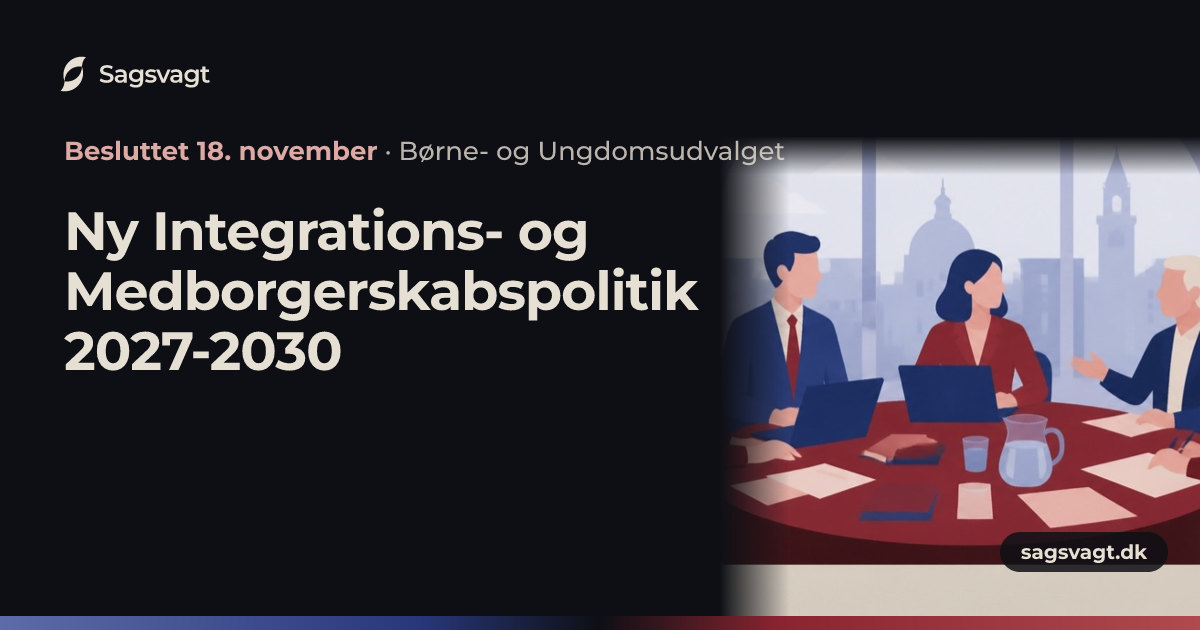 Sagsvagt
Besluttet 18. november · Børne- og Ungdomsudvalget
Ny Integrations- og
Medborgerskabspolitik
2027-2030
sagsvagt.dk